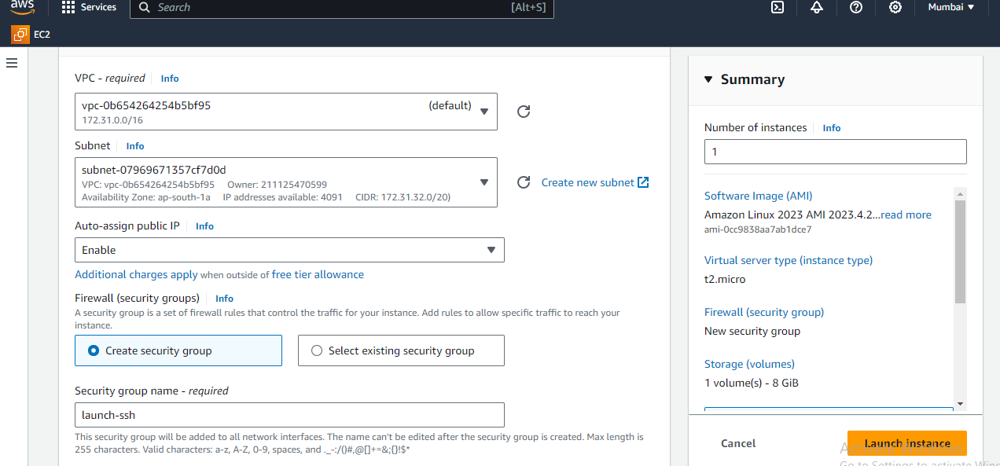 aws
Services
Search
[Alt+S]
Mumbai
EC2
VPC - required
Info
vpc-0b654264254b5bf95
(default)
172.31.0.0/16
Subnet
Info
subnet-07969671357cf7d0d
VPC: vpc-0b654264254b5bf95 Owner: 211125470599
Availability Zone: ap-south-1a IP addresses available: 4091 CIDR: 172.31.32.0/20)
Create new subnet
Auto-assign public IP
Info
Enable
Additional charges apply when outside of free tier allowance
Firewall (security groups)
Info
A security group is a set of firewall rules that control the traffic for your instance. Add rules to allow specific traffic to reach your
instance.
Create security group
Select existing security group
Security group name - required
launch-ssh
This security group will be added to all network interfaces. The name can't be edited after the security group is created. Max length is
255 characters. Valid characters: a-z, A-Z, 0-9, spaces, and ._-:/()#,@[]+=&;{}!$*
Summary
Number of instances
Info
1
Software Image (AMI)
Amazon Linux 2023 AMI 2023.4.2...read more
ami-0cc9838aa7ab1dce7
Virtual server type (instance type)
t2.micro
Firewall (security group)
New security group
Storage (volumes)
1 volume(s) - 8 GiB
Cancel
Launch instance
Go to Settings to activate